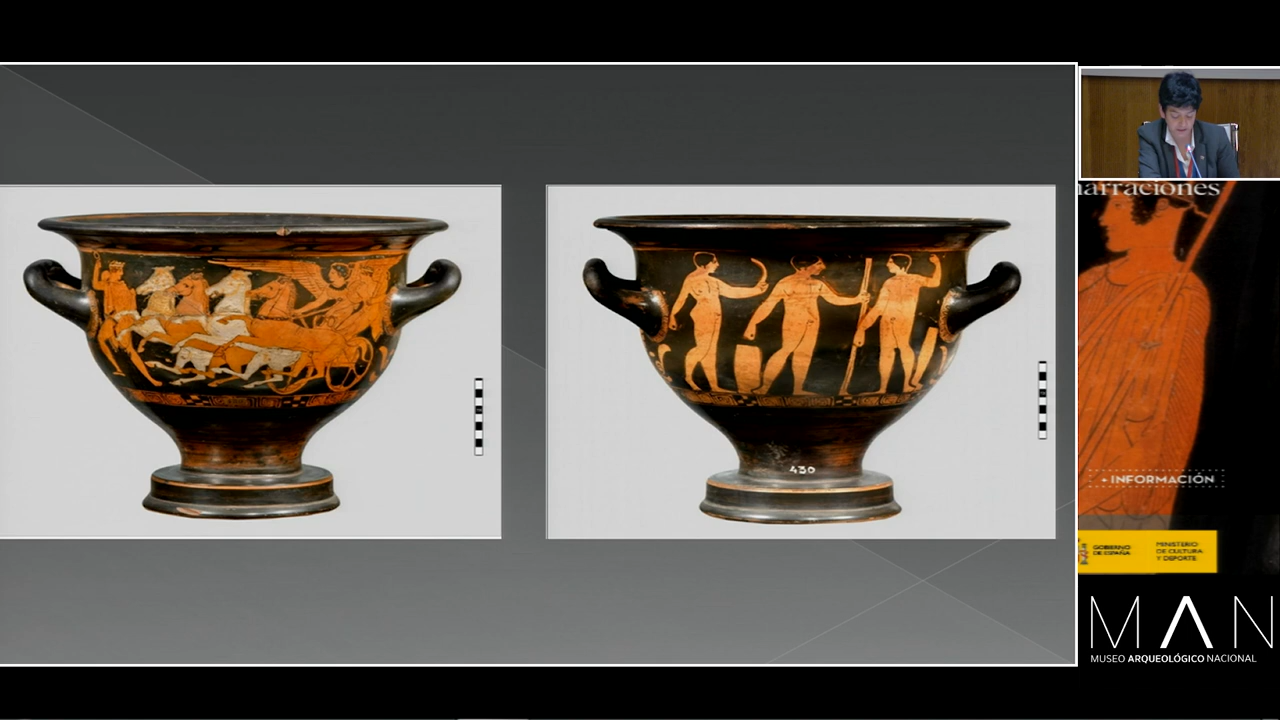 narraciones
430
+ INFORMACIÓN
GOBIERNO
DE ESPAÑA
MINISTERIO
DE CULTURA
Y DEPORTE
MAN
MUSEO ARQUEOLÓGICO NACIONAL